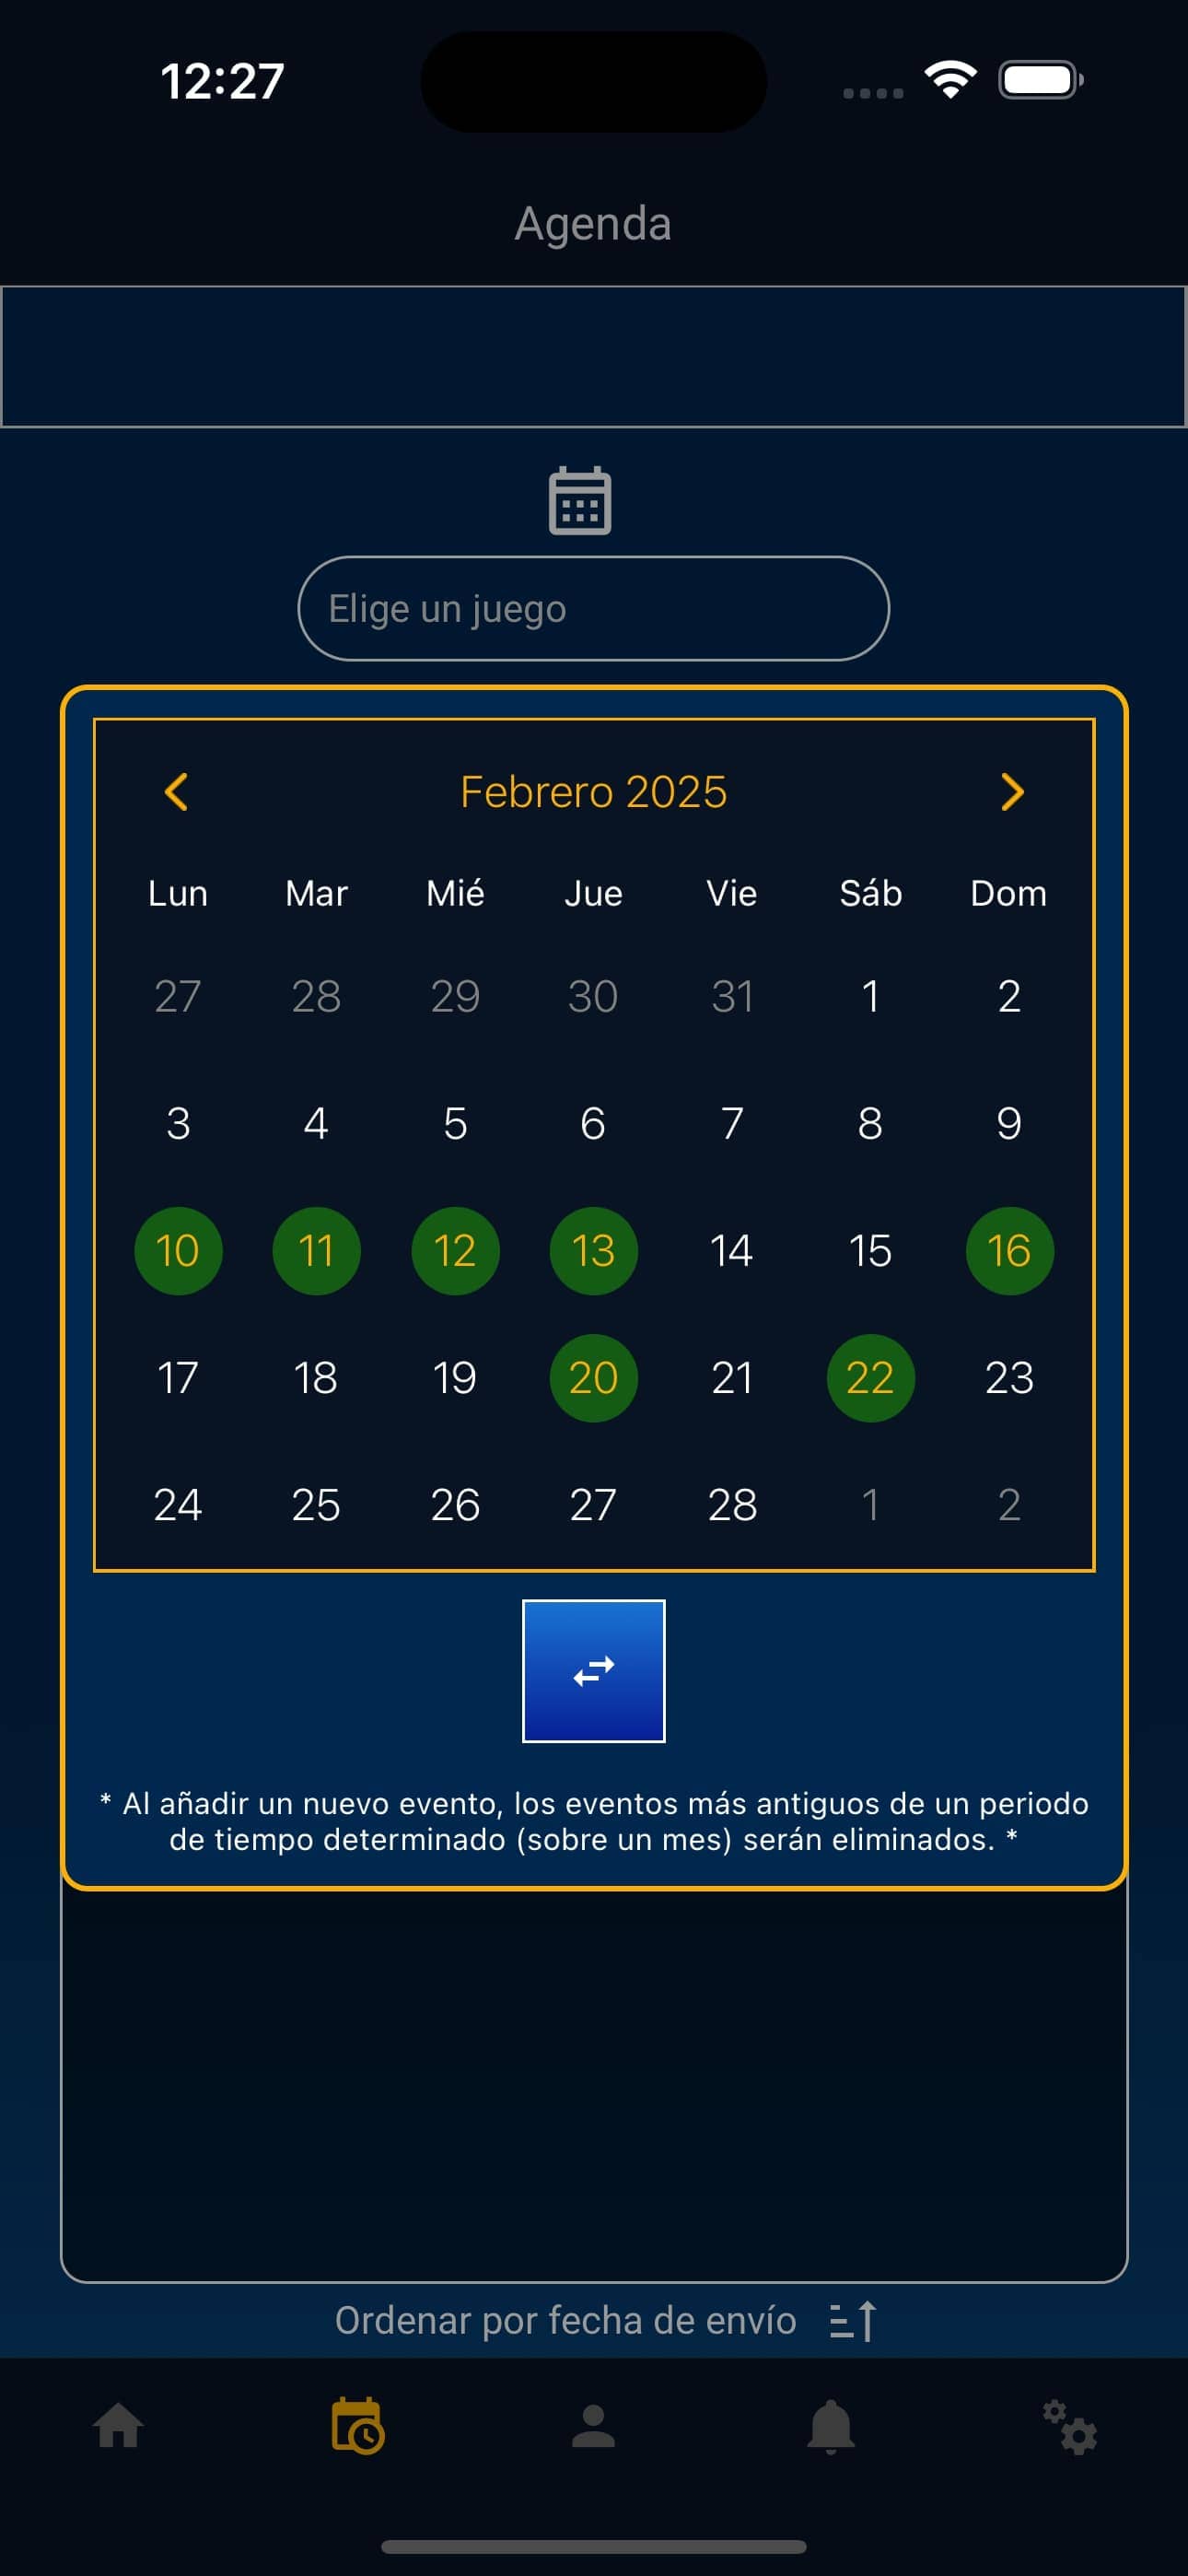 12:27
Agenda
Elige un juego
Febrero 2025
Lun Mar Mié Jue Vie Sáb Dom
27 28 29 30 31 1 2
3 4 5 6 7 8 9
10 11 12 13 14 15 16
17 18 19 20 21 22 23
24 25 26 27 28 1 2
* Al añadir un nuevo evento, los eventos más antiguos de un periodo
de tiempo determinado (sobre un mes) serán eliminados. *
Ordenar por fecha de envío